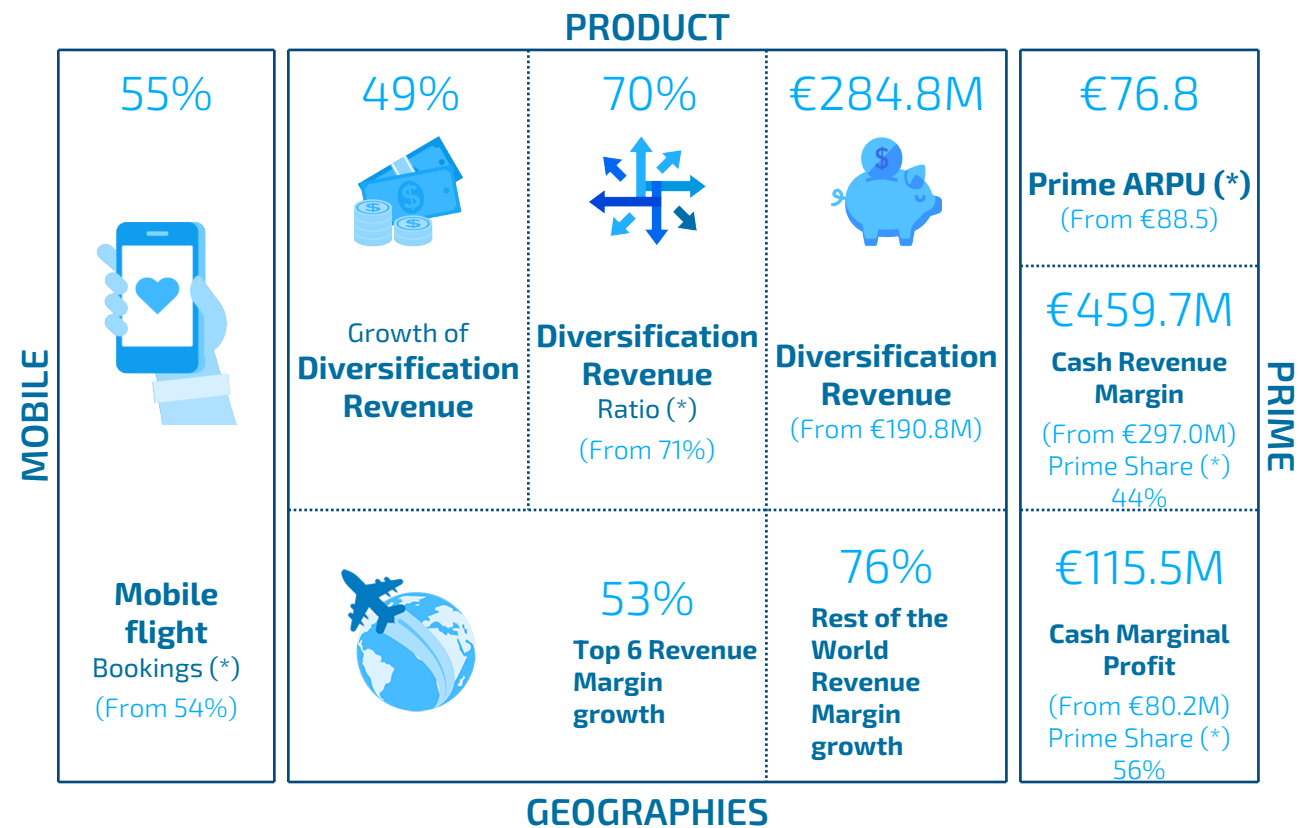 PRODUCT
MOBILE
55%
Mobile
flight
Bookings (*)
(From 54%)
49%
$
$
$
Growth of
Diversification
Revenue
70%
Diversification
Revenue
Ratio (*)
(From 71%)
€284.8M
$
Diversification
Revenue
(From €190.8M)
53%
Top 6 Revenue
Margin
growth
76%
Rest of the
World
Revenue
Margin
growth
GEOGRAPHIES
€76.8
Prime ARPU (*)
(From €88.5)
€459.7M
Cash Revenue
Margin
(From €297.0M)
Prime Share (*)
44%
€115.5M
Cash Marginal
Profit
(From €80.2M)
Prime Share (*)
56%
PRIME